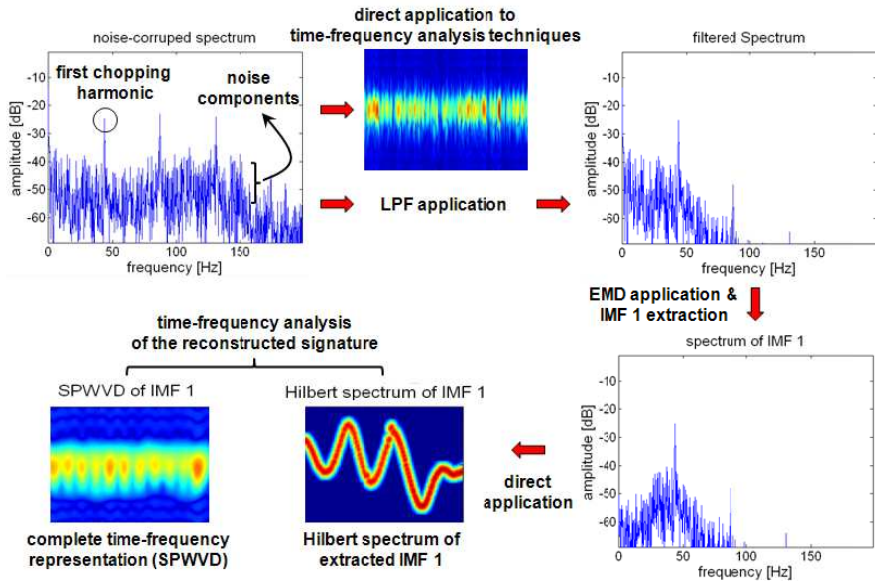 direct application to
time-frequency analysis techniques
noise-corruped spectrum
filtered Spectrum
first chopping
harmonic
noise
components
amplitude [dB]
-10
-20
-30
-40
-50
-60
0
50
100
150
frequency [Hz]
LPF application
amplitude [dB]
-10
-20
-30
-40
-50
-60
0
50
100
150
frequency [Hz]
EMD application &
IMF 1 extraction
spectrum of IMF 1
amplitude [dB]
-10
-20
-30
-40
-50
-60
0
50
100
150
frequency [Hz]
direct
application
time-frequency analysis
of the reconstructed signature
SPWVD of IMF 1
Hilbert spectrum of IMF 1
complete time-frequency
representation (SPWVD)
Hilbert spectrum of
extracted IMF 1